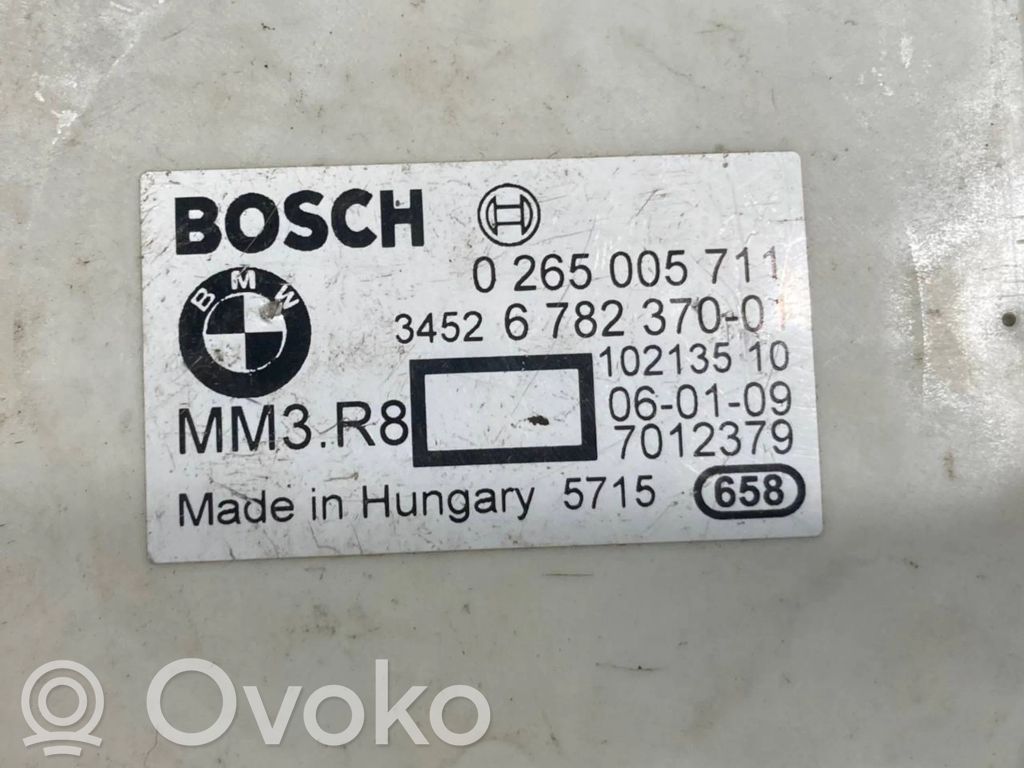 BOSCH
0 265 005 711
BMW
3452 6 782 370-01
102135 10
06-01-09
MM3.R8
7012379
Made in Hungary 5715 658
© Ovoko